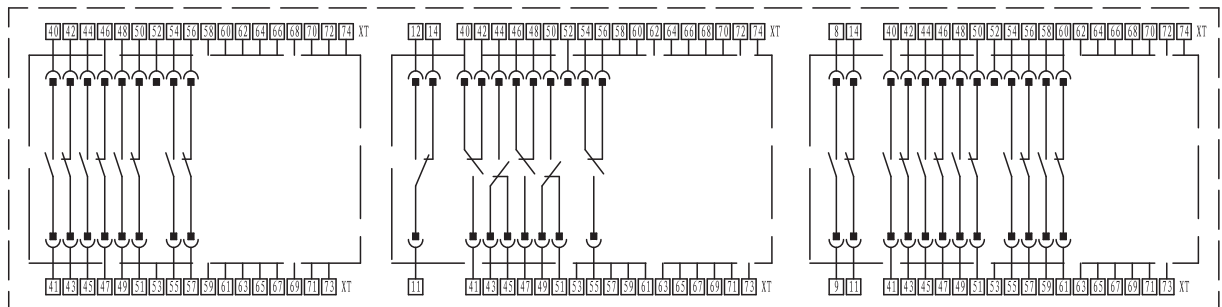 40 42 44 46 48 50 52 54 56 58 60 62 64 66 68 70 72 74 XT
12 14 40 42 44 46 48 50 52 54 56 58 60 62 64 66 68 70 72 74 XT
8 14 40 42 44 46 48 50 52 54 56 58 60 62 64 66 68 70 72 74 XT
41 43 45 47 49 51 53 55 57 59 61 63 65 67 69 71 73 XT
11 41 43 45 47 49 51 53 55 57 59 61 63 65 67 69 71 73 XT
9 11 41 43 45 47 49 51 53 55 57 59 61 63 65 67 69 71 73 XT